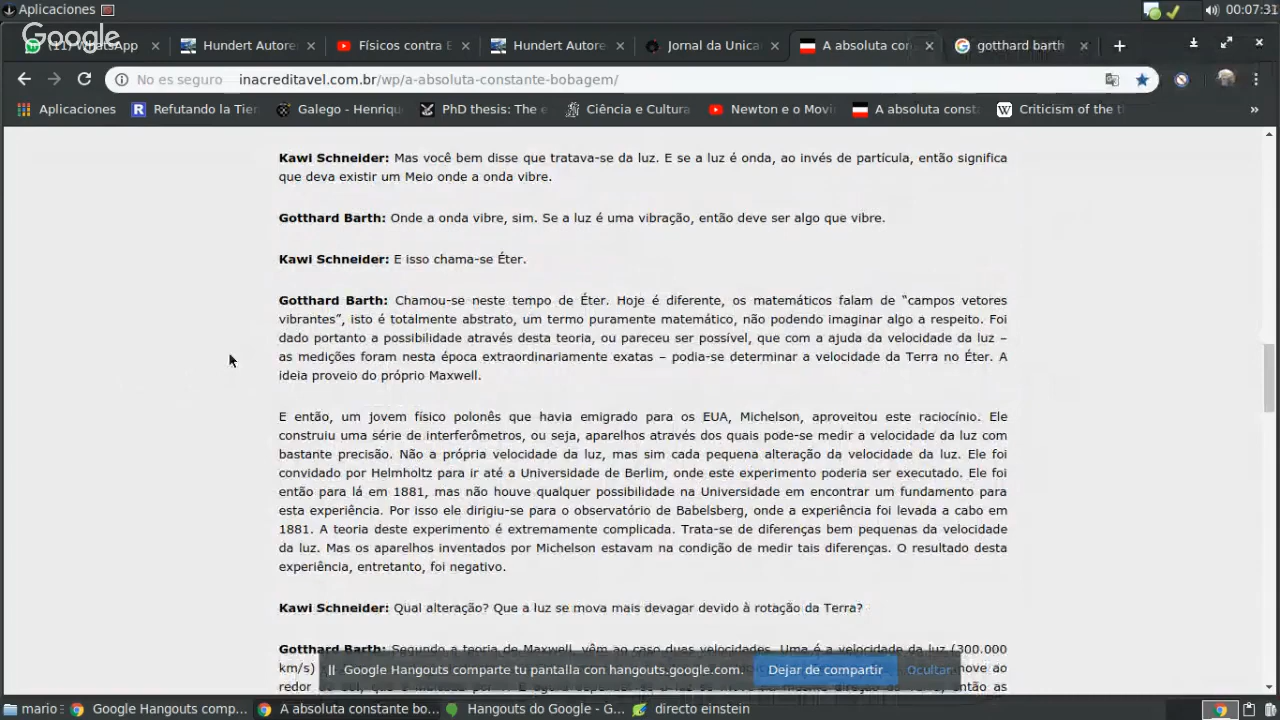 Aplicaciones
00:07:31
Google
(11) WhatsApp
Hundert Autore
Físicos contra E
Hundert Autore
Jornal da Unica
A absoluta con
gotthard barth
No es seguro
inacreditavel.com.br/wp/a-absoluta-constante-bobagem/
Aplicaciones
Refutando la Tier
Galego - Henriqu
PhD thesis: The e
Ciência e Cultura
Newton e o Movi
A absoluta const
Criticism of the t
»
Kawi Schneider: Mas você bem disse que tratava-se da luz. E se a luz é onda, ao invés de partícula, então significa
que deva existir um Meio onde a onda vibre.
Gotthard Barth: Onde a onda vibre, sim. Se a luz é uma vibração, então deve ser algo que vibre.
Kawi Schneider: E isso chama-se Éter.
Gotthard Barth: Chamou-se neste tempo de Éter. Hoje é diferente, os matemáticos falam de “campos vetores
vibrantes”, isto é totalmente abstrato, um termo puramente matemático, não podendo imaginar algo a respeito. Foi
dado portanto a possibilidade através desta teoria, ou pareceu ser possível, que com a ajuda da velocidade da luz –
as medições foram nesta época extraordinariamente exatas – podia-se determinar a velocidade da Terra no Éter. A
ideia proveio do próprio Maxwell.
E então, um jovem físico polonês que havia emigrado para os EUA, Michelson, aproveitou este raciocínio. Ele
construiu uma série de interferômetros, ou seja, aparelhos através dos quais pode-se medir a velocidade da luz com
bastante precisão. Não a própria velocidade da luz, mas sim cada pequena alteração da velocidade da luz. Ele foi
convidado por Helmholtz para ir até a Universidade de Berlim, onde este experimento poderia ser executado. Ele foi
então para lá em 1881, mas não houve qualquer possibilidade na Universidade em encontrar um fundamento para
esta experiência. Por isso ele dirigiu-se para o observatório de Babelsberg, onde a experiência foi levada a cabo em
1881. A teoria deste experimento é extremamente complicada. Trata-se de diferenças bem pequenas da velocidade
da luz. Mas os aparelhos inventados por Michelson estavam na condição de medir tais diferenças. O resultado desta
experiência, entretanto, foi negativo.
Kawi Schneider: Qual alteração? Que a luz se mova mais devagar devido à rotação da Terra?
Gotthard Barth: Segundo a teoria de Maxwell, vêm ao caso duas velocidades. Uma é a velocidade da luz (300.000
km/s)
move ao
redor
então as
Google Hangouts comparte tu pantalla con hangouts.google.com.
Dejar de compartir
Ocultar
mario
Google Hangouts comp...
A absoluta constante bo...
Hangouts do Google - G...
directo einstein